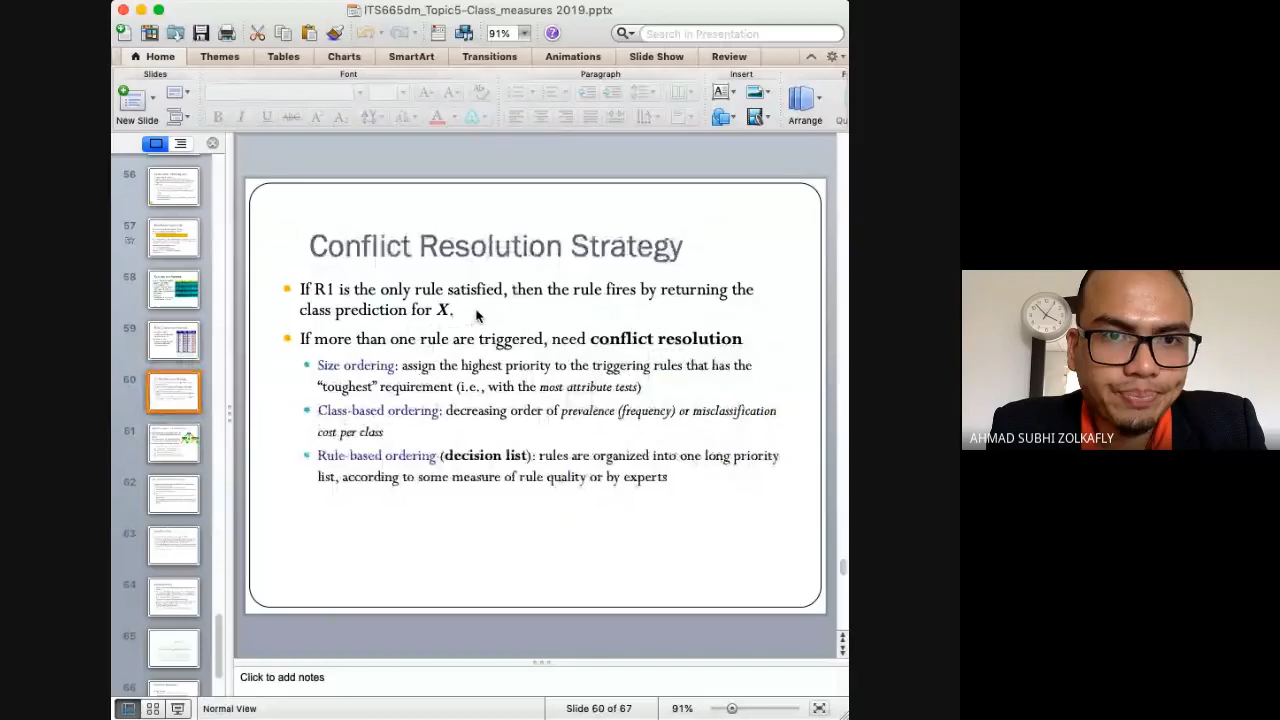 ITS665dm_Topic5-Class_measures 2019.pptx
91%
Search in Presentation
Home Themes Tables Charts SmartArt Transitions Animations Slide Show Review
Slides Font Paragraph Insert
New Slide Arrange
56
57
58
59
60
61
62
63
64
65
66
Conflict Resolution Strategy
If R1 is the only rule satisfied, then the rule fires by returning the
class prediction for X.
If more than one rule are triggered, need conflict resolution
Size ordering: assign the highest priority to the triggering rules that has the
“toughest” requirement (i.e., with the most attribute tests)
Class-based ordering: decreasing order of prevalence (frequency) or misclassification
cost per class
Rule-based ordering (decision list): rules are organized into one long priority
list, according to some measure of rule quality or by experts
Click to add notes
Normal View Slide 60 of 67 91%
AHMAD SUBHI ZOLKAFLY